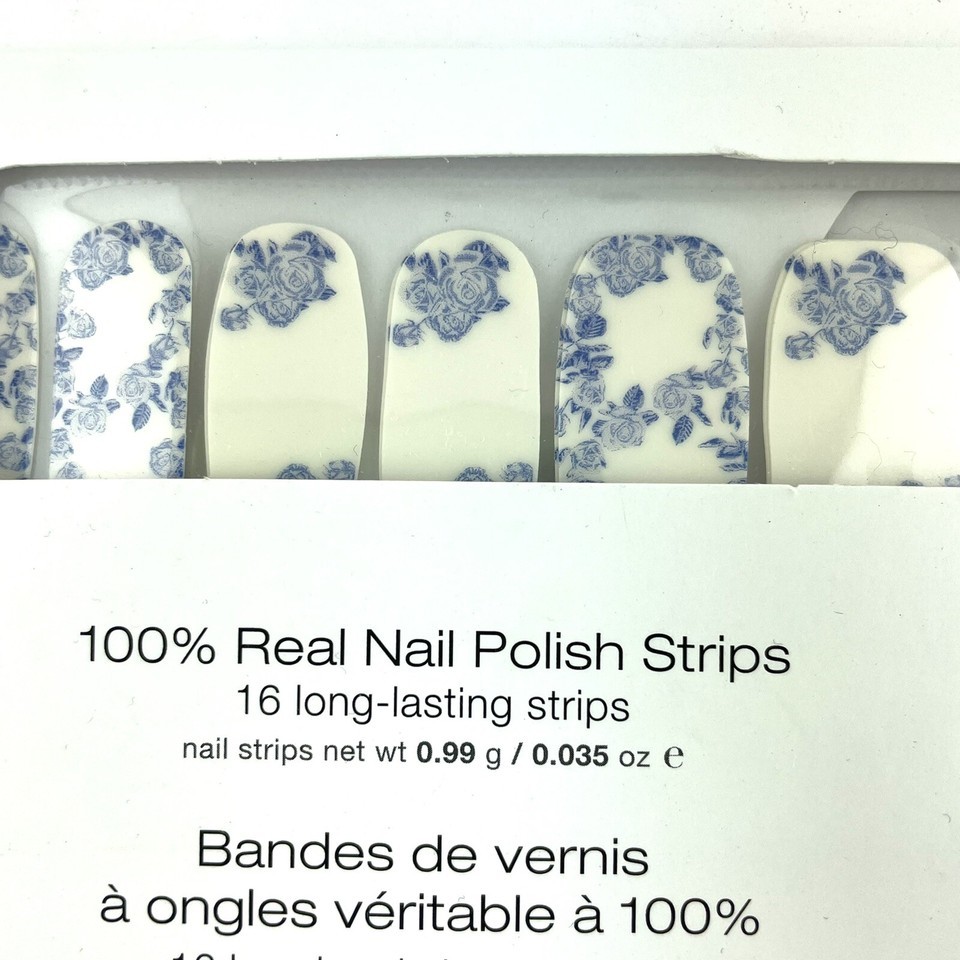 100% Real Nail Polish Strips
16 long-lasting strips
nail strips net wt 0.99 g / 0.035 oz ℮
Bandes de vernis
à ongles véritable à 100%